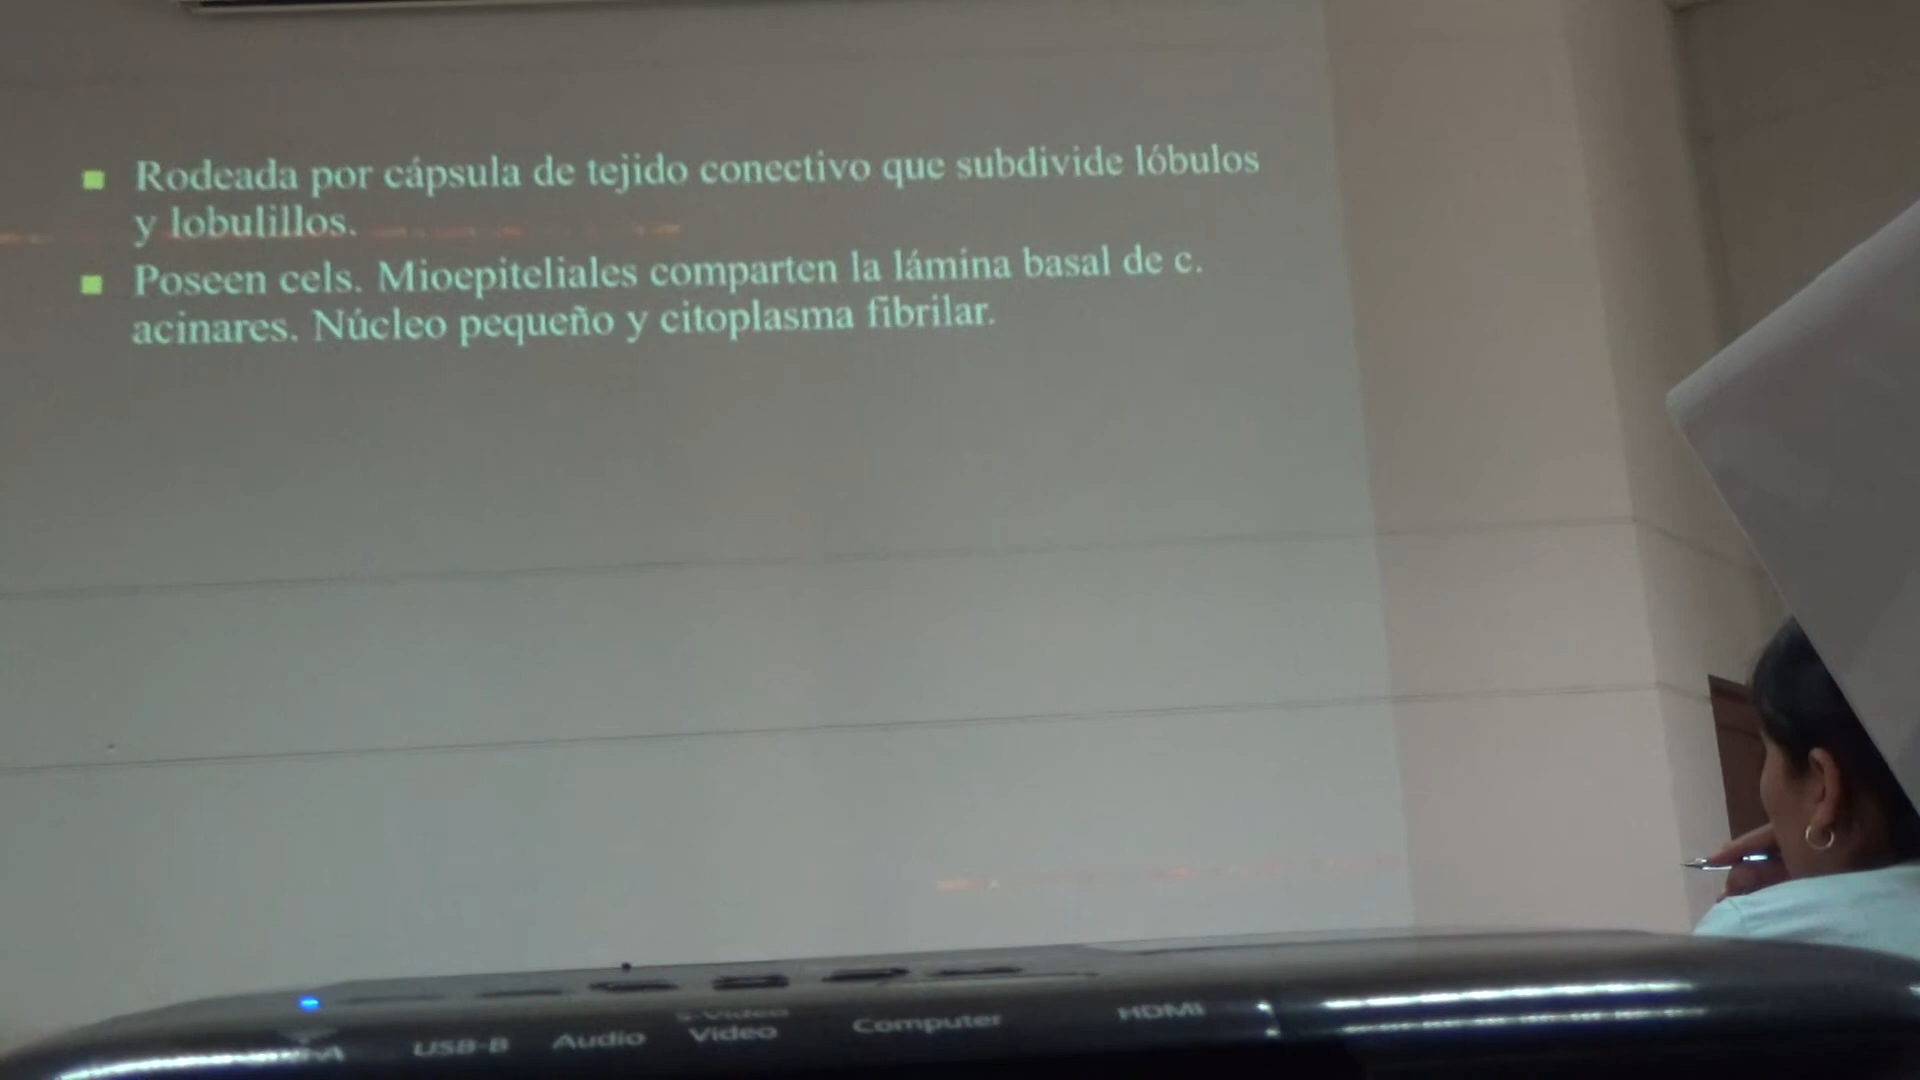 Rodeada por cápsula de tejido conectivo que subdivide lóbulos
y lobulillos.
Poseen cels. Mioepiteliales comparten la lámina basal de c.
acinares. Núcleo pequeño y citoplasma fibrilar.
S-Video
USB-B Audio Video Computer HDMI